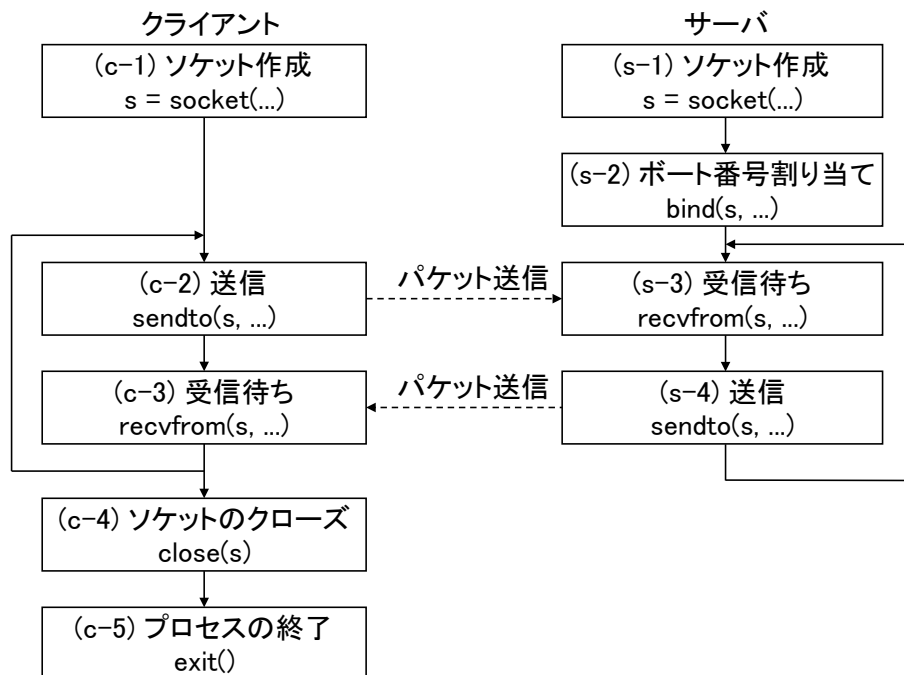 クライアント
(c-1) ソケット作成
s = socket(...)
(c-2) 送信
sendto(s, ...)
(c-3) 受信待ち
recvfrom(s, ...)
(c-4) ソケットのクローズ
close(s)
(c-5) プロセスの終了
exit()
パケット送信
パケット送信
サーバ
(s-1) ソケット作成
s = socket(...)
(s-2) ボート番号割り当て
bind(s, ...)
(s-3) 受信待ち
recvfrom(s, ...)
(s-4) 送信
sendto(s, ...)